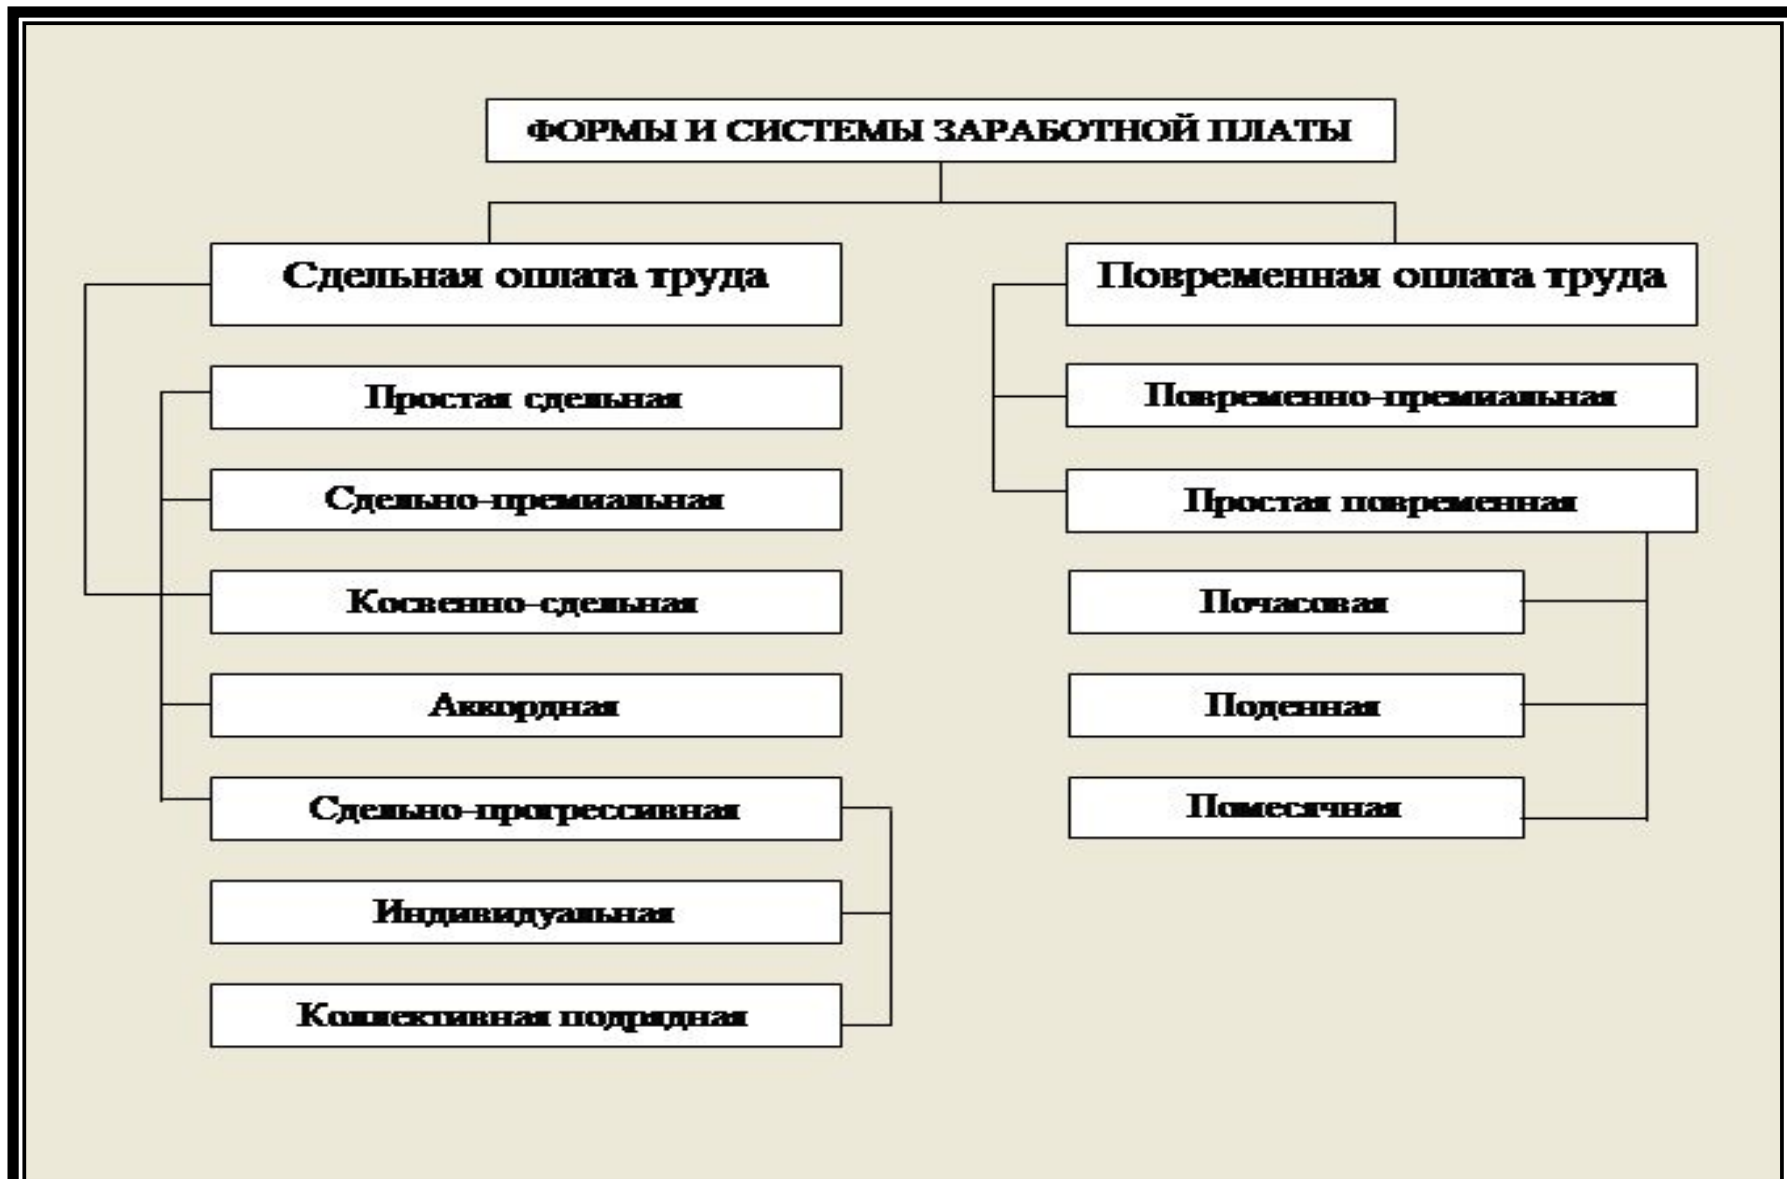 ФОРМЫ И СИСТЕМЫ ЗАРАБОТНОЙ ПЛАТЫ
Сдельная оплата труда
Простая сдельная
Сдельно-премиальная
Косвенно-сдельная
Аккордная
Сдельно-прогрессивная
Индивидуальная
Коллективная подрядная
Повременная оплата труда
Повременно-премиальная
Простая повременная
Почасовая
Поденная
Помесячная